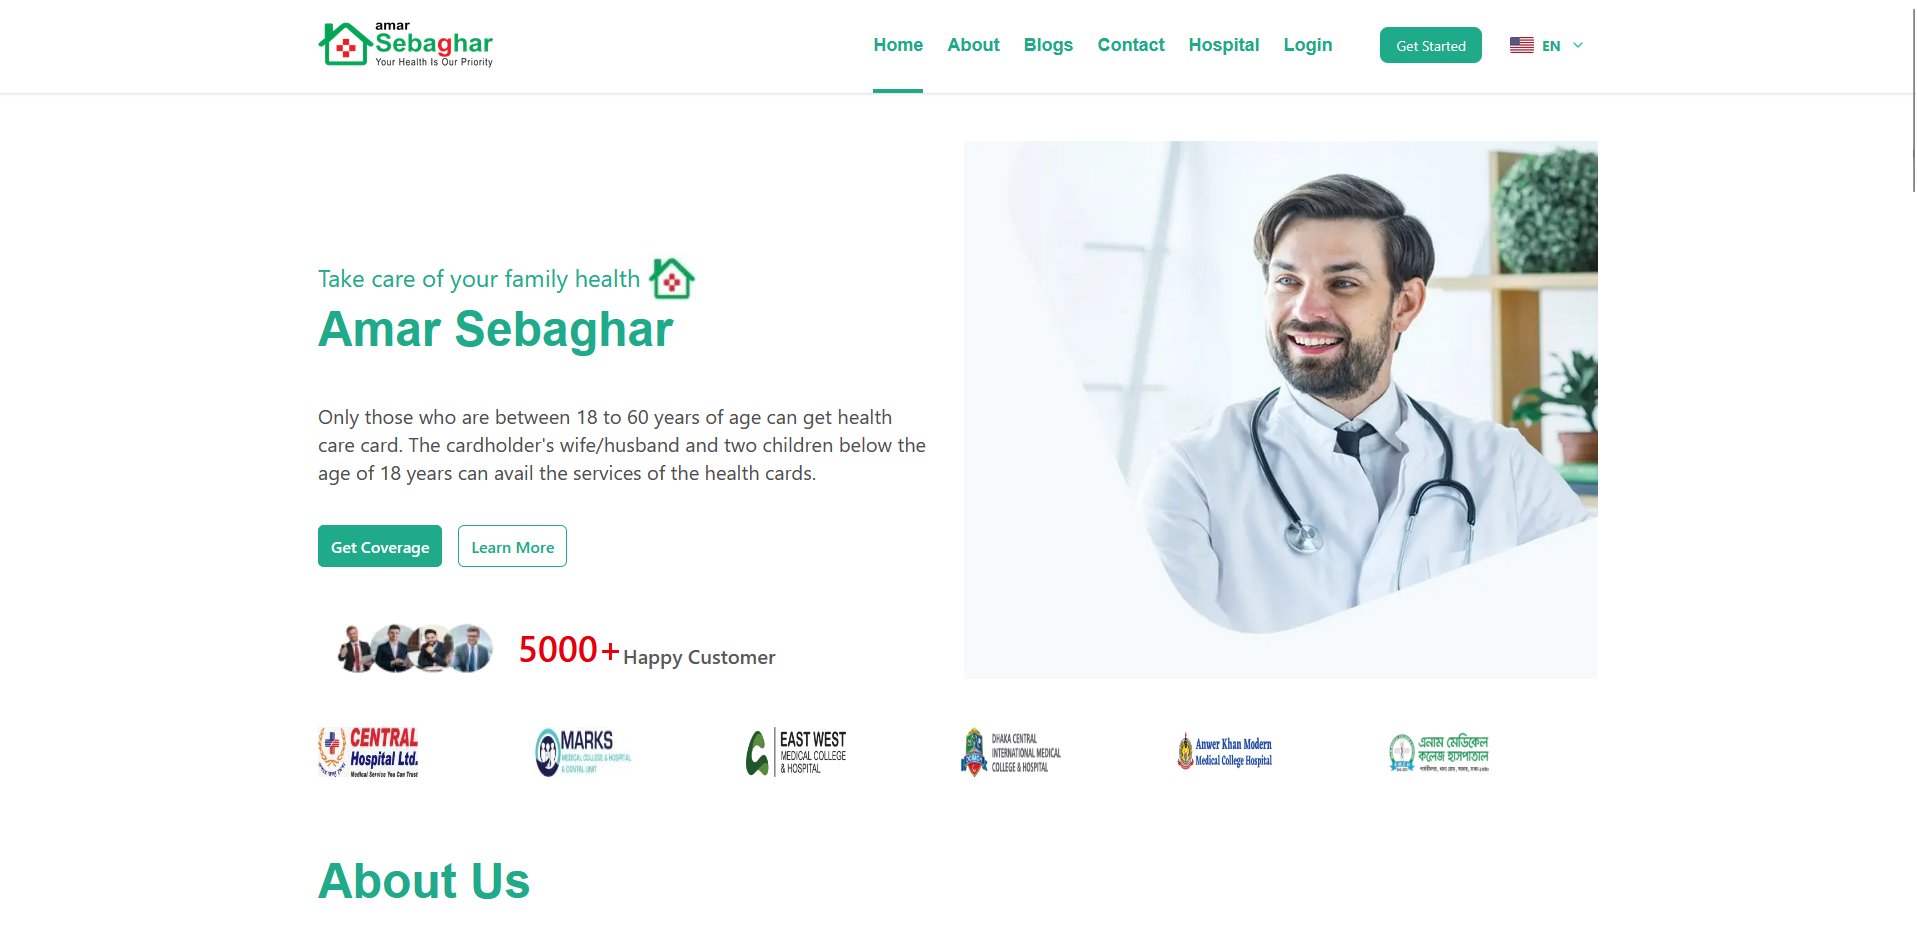 amar
Sebaghar
Your Health Is Our Priority
Home
About
Blogs
Contact
Hospital
Login
Get Started
EN
Take care of your family health
Amar Sebaghar
Only those who are between 18 to 60 years of age can get health
care card. The cardholder's wife/husband and two children below the
age of 18 years can avail the services of the health cards.
Get Coverage
Learn More
5000+ Happy Customer
CENTRAL
Hospital Ltd.
Medical Service You Can Trust
MARKS
MEDICAL COLLEGE & HOSPITAL
& DENTAL UNIT
EAST WEST
MEDICAL COLLEGE
& HOSPITAL
DHAKA CENTRAL
INTERNATIONAL MEDICAL
COLLEGE & HOSPITAL
Anwer Khan Modern
Medical College Hospital
এনাম মেডিকেল
কলেজ হাসপাতাল
About Us